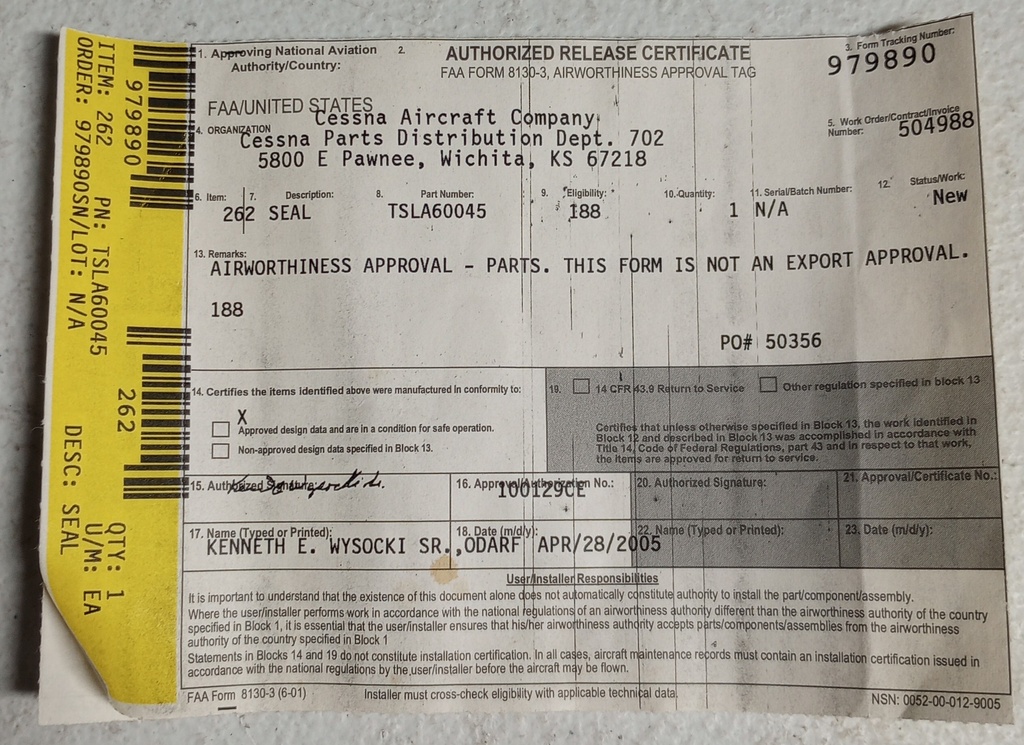 ITEM: 262 PN: TSLA60045 QTY: 1
ORDER: 979890SN/LOT: N/A DESC: SEAL U/M: EA
979890
262
1. Approving National Aviation Authority/Country:
2.
AUTHORIZED RELEASE CERTIFICATE
FAA FORM 8130-3, AIRWORTHINESS APPROVAL TAG
3. Form Tracking Number:
979890
FAA/UNITED STATES
4. ORGANIZATION
Cessna Aircraft Company
Cessna Parts Distribution Dept. 702
5800 E Pawnee, Wichita, KS 67218
5. Work Order/Contract/Invoice Number:
504988
6. Item: 7. Description: 8. Part Number: 9. Eligibility: 10. Quantity: 11. Serial/Batch Number: 12. Status/Work:
262 SEAL TSLA60045 188 1 N/A New
13. Remarks:
AIRWORTHINESS APPROVAL - PARTS. THIS FORM IS NOT AN EXPORT APPROVAL.
188
PO# 50356
14. Certifies the items identified above were manufactured in conformity to:
X
Approved design data and are in a condition for safe operation.
Non-approved design data specified in Block 13.
19. 14 CFR 43.9 Return to Service Other regulation specified in block 13
Certifies that unless otherwise specified in Block 13, the work identified in
Block 12 and described in Block 13 was accomplished in accordance with
Title 14, Code of Federal Regulations, part 43 and in respect to that work,
the items are approved for return to service.
15. Authorized Signature:
16. Approval/Authorization No.:
100129CE
20. Authorized Signature:
21. Approval/Certificate No.:
17. Name (Typed or Printed):
18. Date (m/d/y):
22. Name (Typed or Printed):
23. Date (m/d/y):
KENNETH E. WYSOCKI SR.,ODARF APR/28/2005
User/Installer Responsibilities
It is important to understand that the existence of this document alone does not automatically constitute authority to install the part/component/assembly.
Where the user/installer performs work in accordance with the national regulations of an airworthiness authority different than the airworthiness authority of the country
specified in Block 1, it is essential that the user/installer ensures that his/her airworthiness authority accepts parts/components/assemblies from the airworthiness
authority of the country specified in Block 1
Statements in Blocks 14 and 19 do not constitute installation certification. In all cases, aircraft maintenance records must contain an installation certification issued in
accordance with the national regulations by the user/installer before the aircraft may be flown.
FAA Form 8130-3 (6-01)
Installer must cross-check eligibility with applicable technical data.
NSN: 0052-00-012-9005